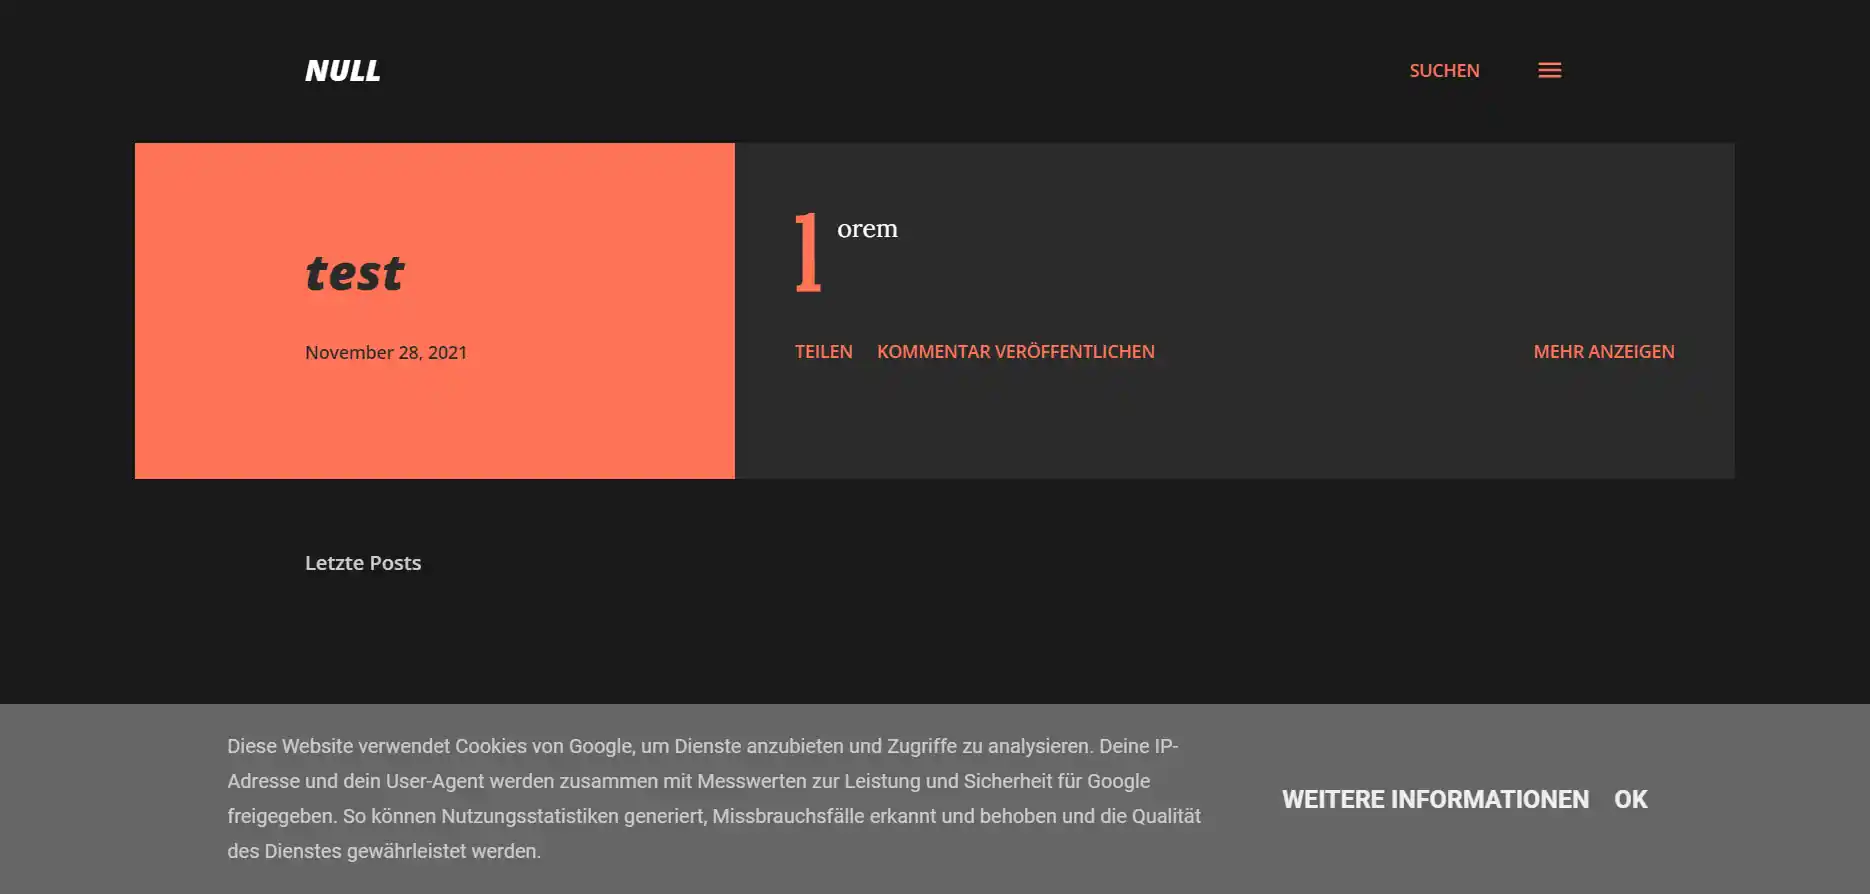 NULL
SUCHEN
test
November 28, 2021
lorem
TEILEN KOMMENTAR VERÖFFENTLICHEN MEHR ANZEIGEN
Letzte Posts
Diese Website verwendet Cookies von Google, um Dienste anzubieten und Zugriffe zu analysieren. Deine IP-
Adresse und dein User-Agent werden zusammen mit Messwerten zur Leistung und Sicherheit für Google
freigegeben. So können Nutzungsstatistiken generiert, Missbrauchsfälle erkannt und behoben und die Qualität
des Dienstes gewährleistet werden.
WEITERE INFORMATIONEN OK